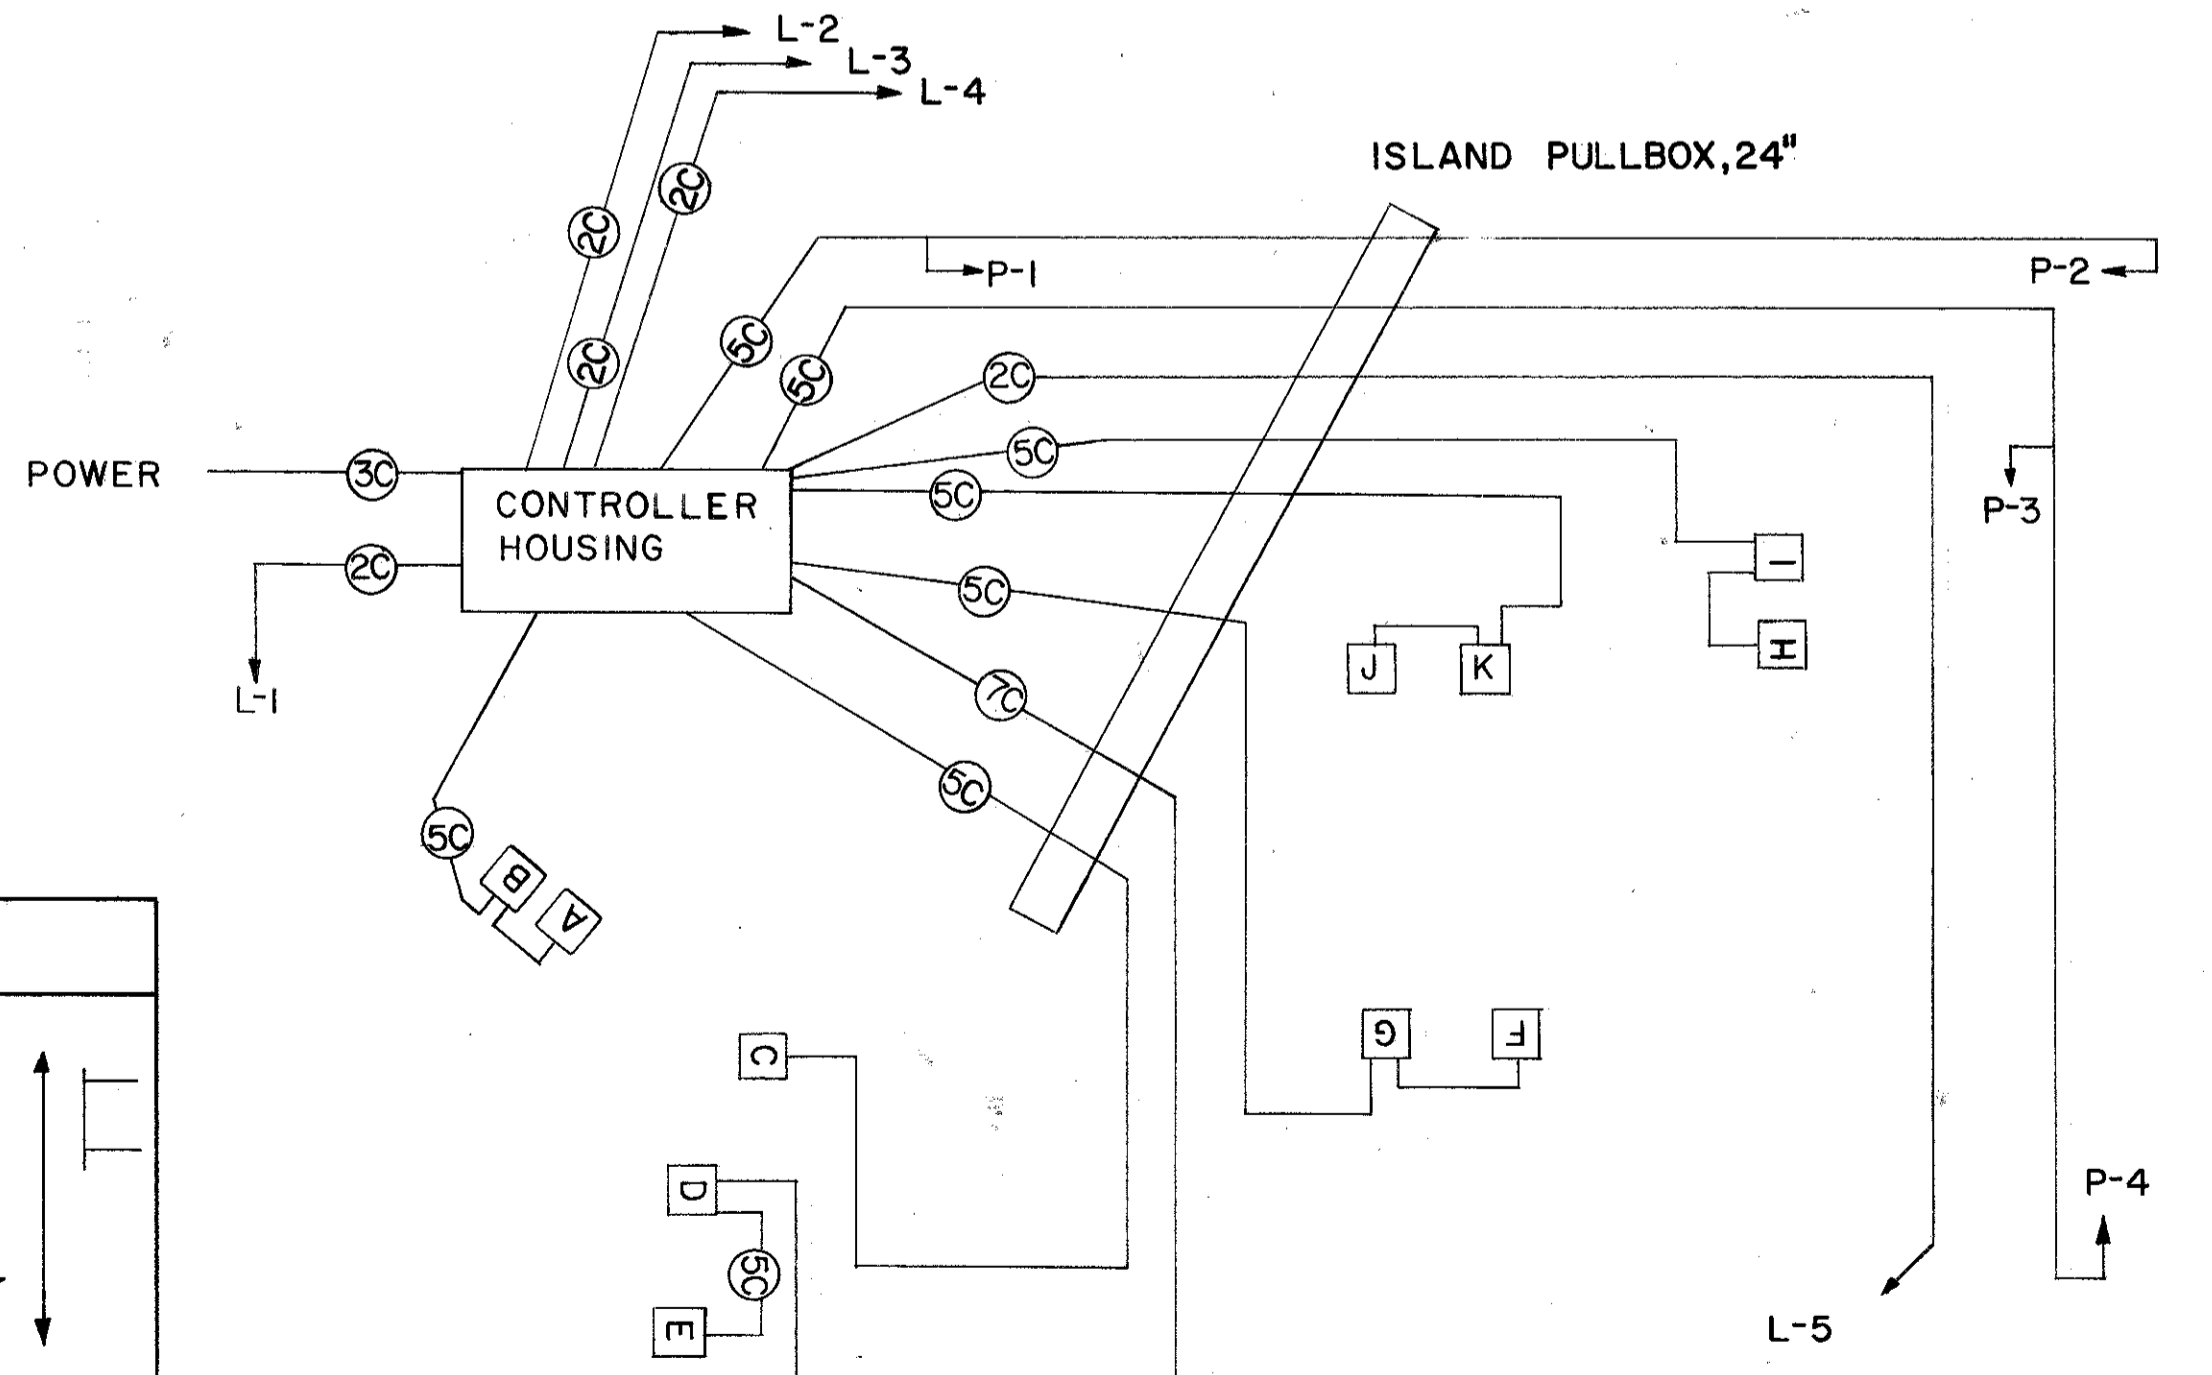 L-2
L-3
L-4
ISLAND PULLBOX, 24"
2C
2C
P-1
P-2
5C
2C
5C
2C
5C
POWER
3C
5C
CONTROLLER
HOUSING
P-3
2C
5C
I
H
J
K
L-1
7C
5C
5C
B
A
C
G
F
D
P-4
5C
E
L-5